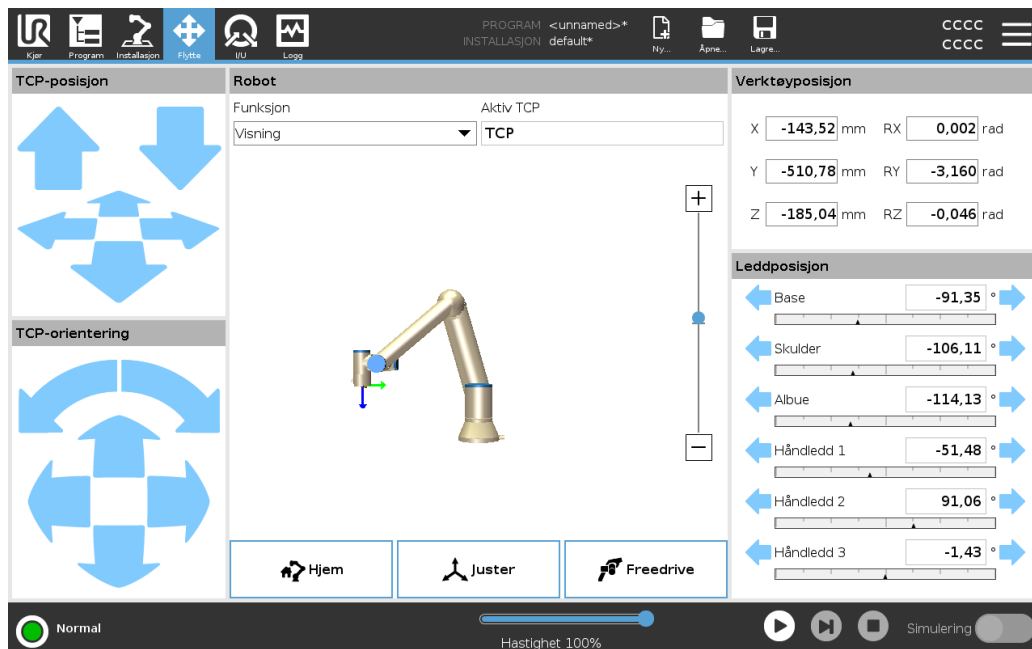 UR
PROGRAM <unnamed>*
INSTALLASJON default*
CCCC
CCCC
Kjør Program Installasjon Flytte I/U Logg
Ny... Åpne... Lagre...
TCP-posisjon
Robot
Verktøyposisjon
Funksjon Aktiv TCP
Visning TCP
X -143,52 mm RX 0,002 rad
Y -510,78 mm RY -3,160 rad
Z -185,04 mm RZ -0,046 rad
Leddposisjon
Base -91,35 °
Skulder -106,11 °
Albue -114,13 °
Håndledd 1 -51,48 °
Håndledd 2 91,06 °
Håndledd 3 -1,43 °
TCP-orientering
Hjem Juster Freedrive
Normal
Hastighet 100%
Simulering